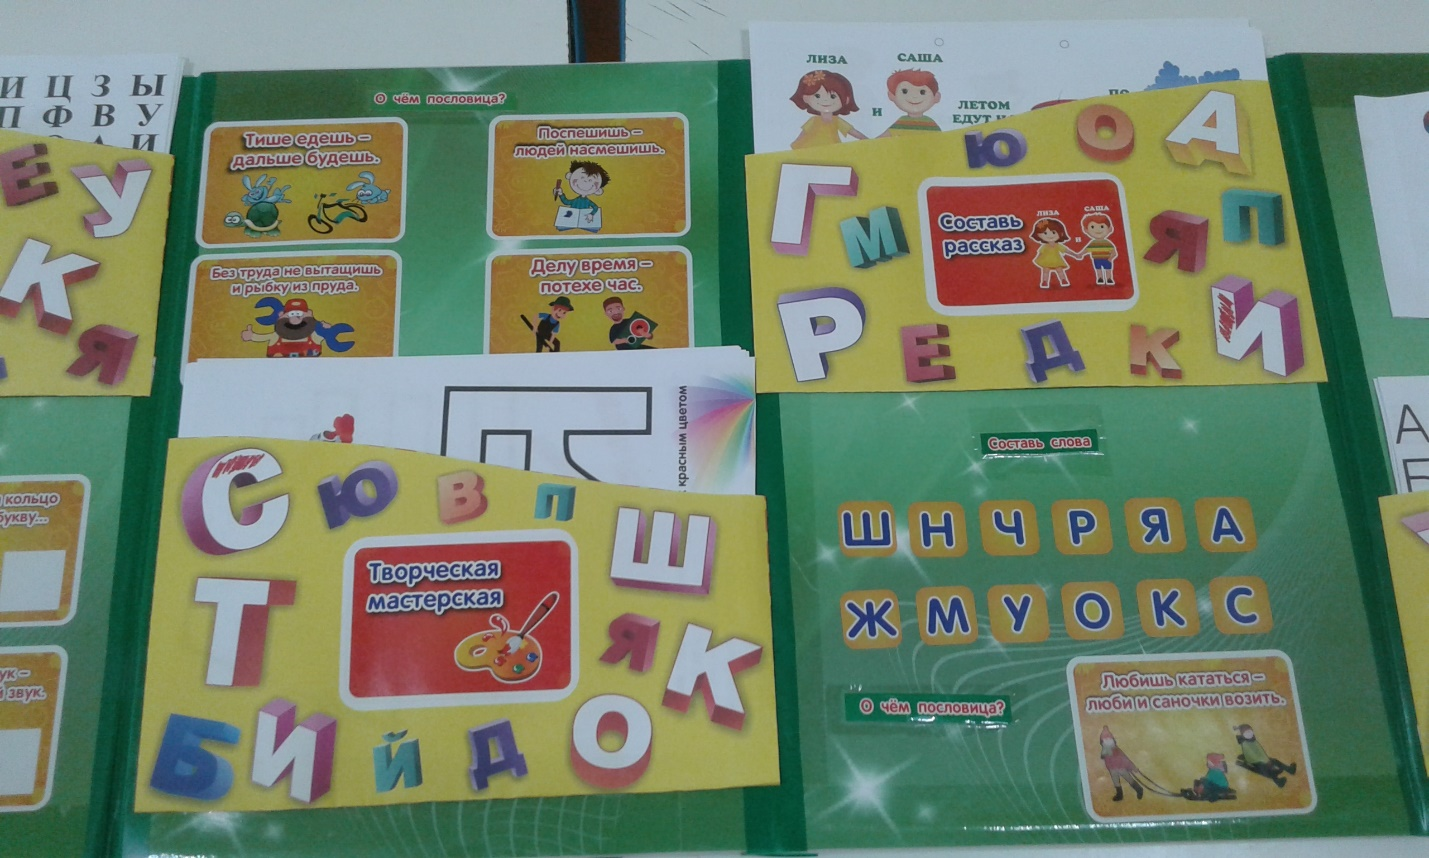 И Ц З Ы
П Ф В У
Е У
К
Я
О чём пословица?
Тише едешь –
дальше будешь.
Поспешишь –
людей насмешишь.
Без труда не вытащишь
и рыбку из пруда.
Делу время –
потехе час.
ЛИЗА
САША
И
ЛЕТОМ
ЕДУТ
Г М Ю О А
П
Я
Составь
рассказ
ЛИЗА
САША
И
Р Е Д К И
красным цветом
С Ю В П Ш
Творческая
мастерская
Т
Я К
Б И Й Д О
Составь слова
Ш Н Ч Р Я А
Ж М У О К С
О чём пословица?
Любишь кататься –
люби и саночки возить.
кольцо
букву...
звук.
А